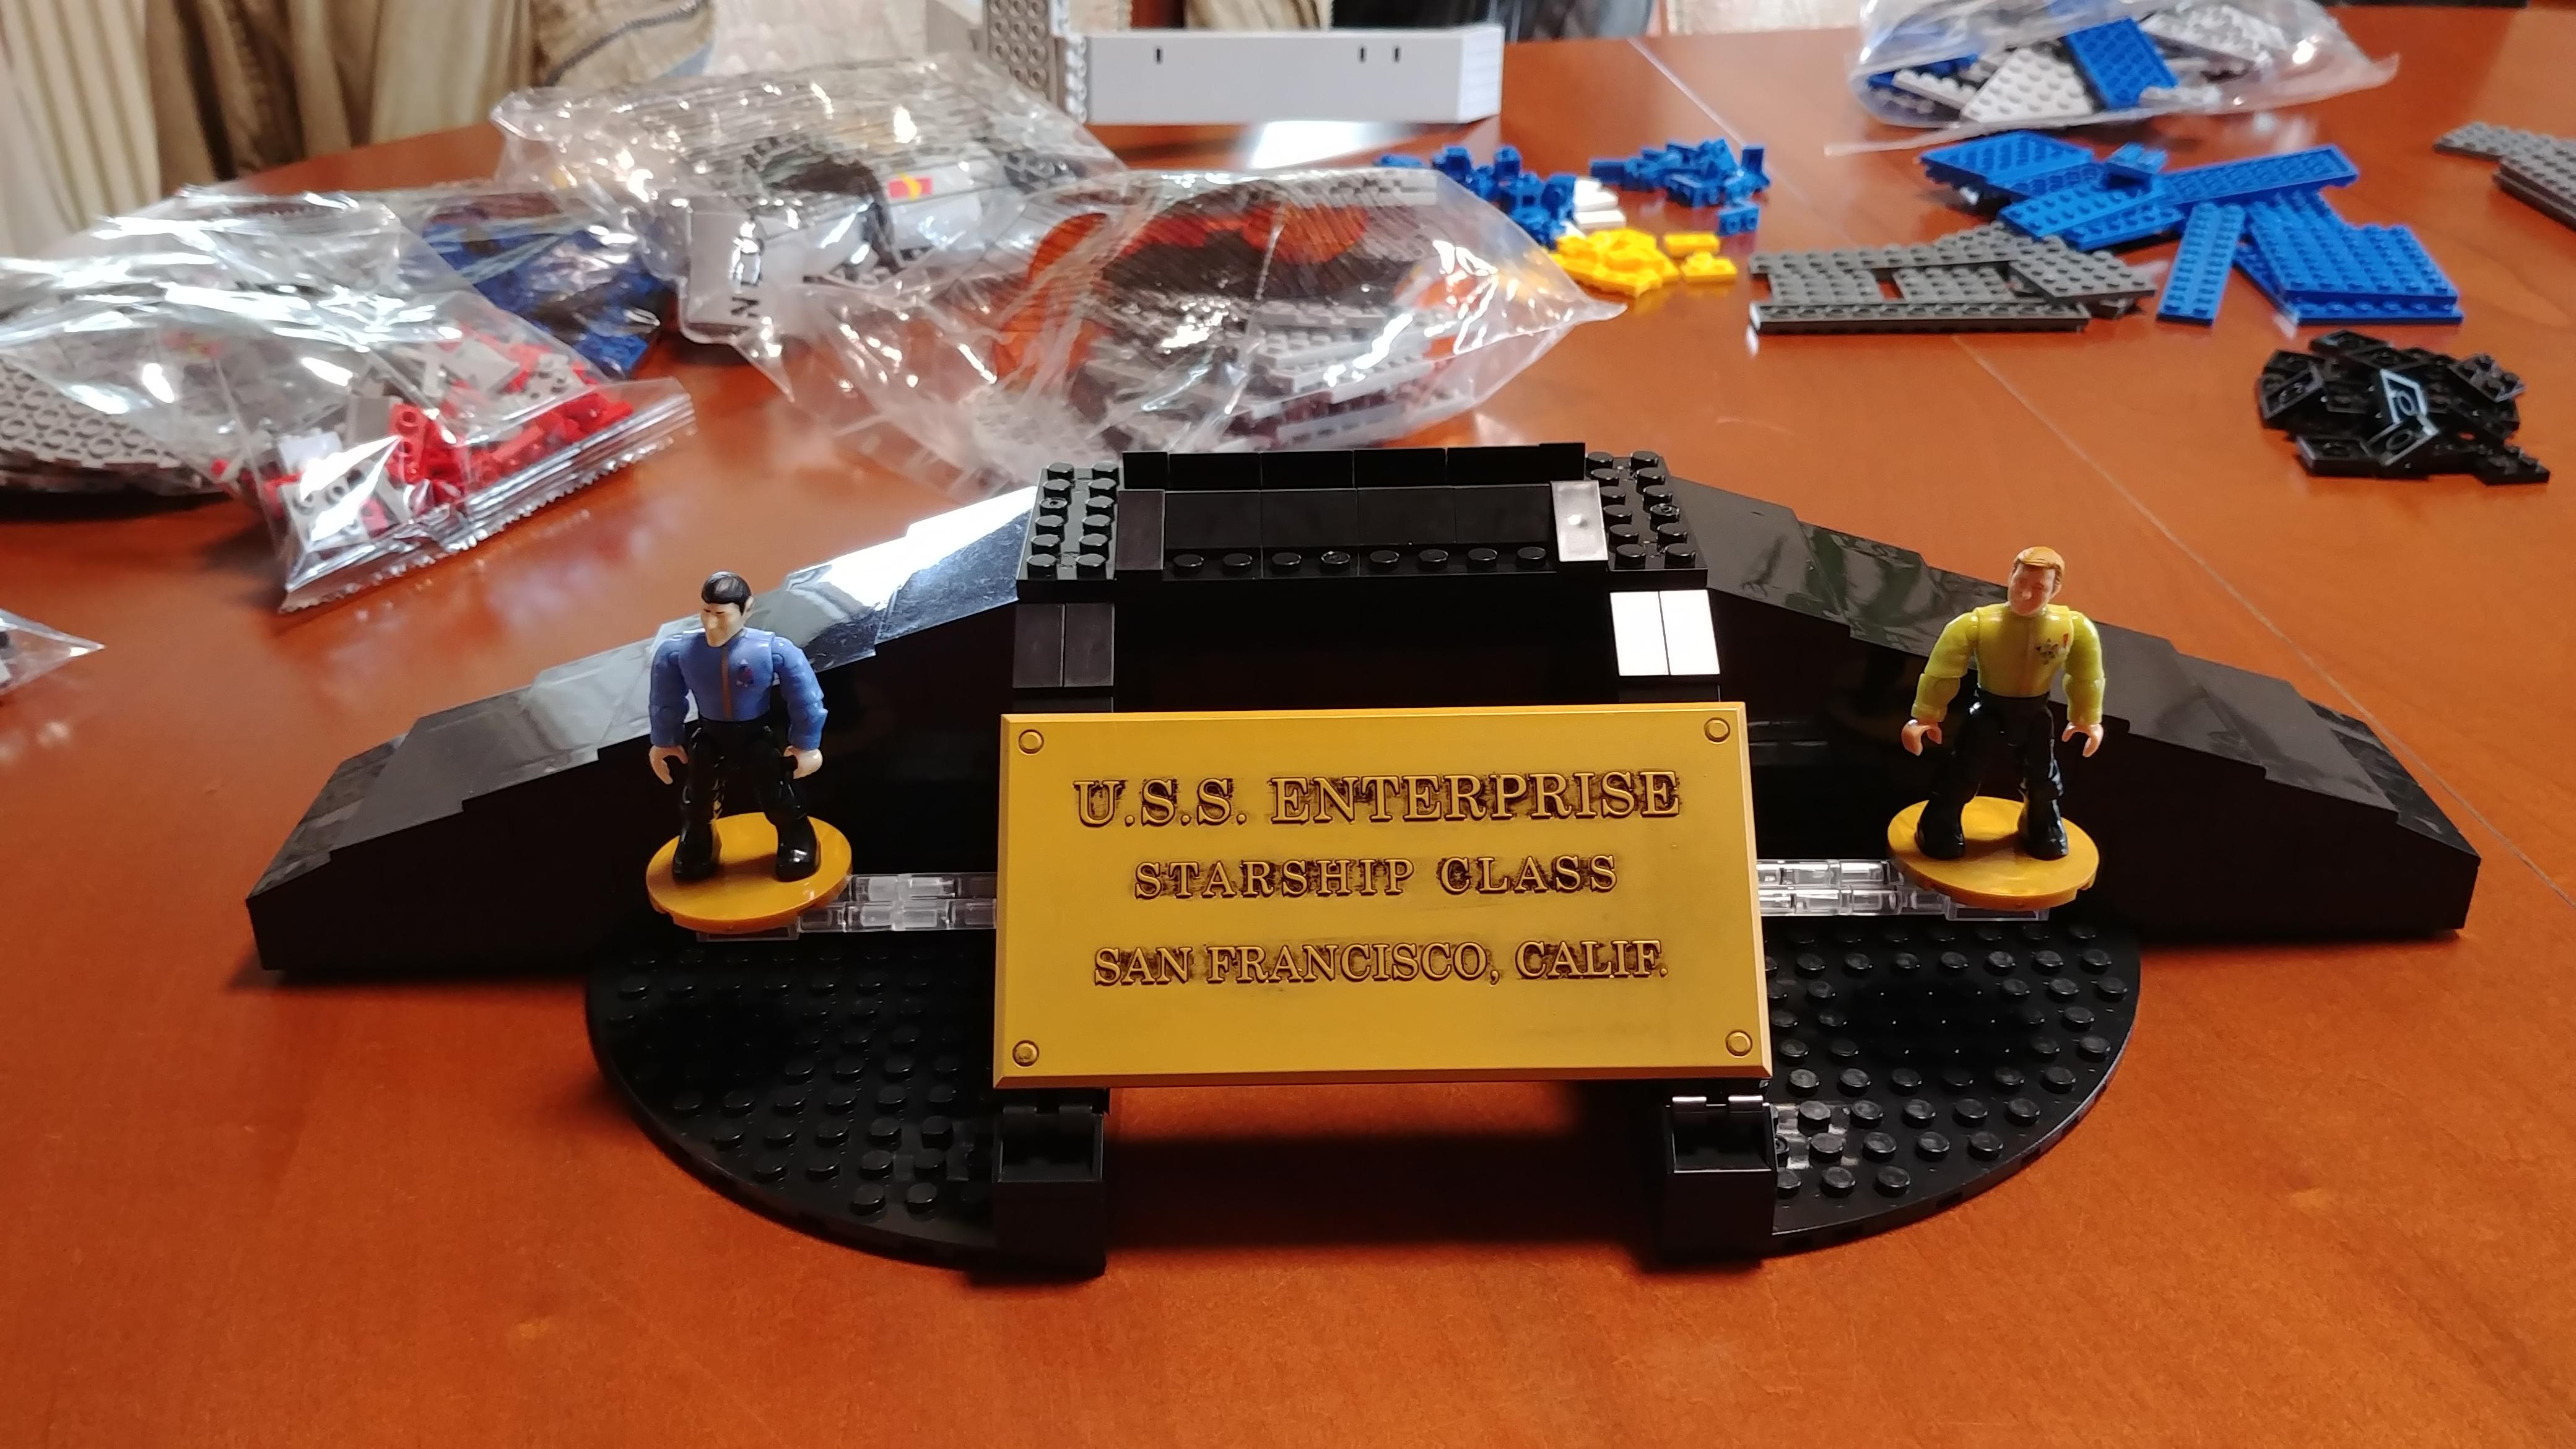 U.S.S. ENTERPRISE
STARSHIP CLASS
SAN FRANCISCO, CALIF.